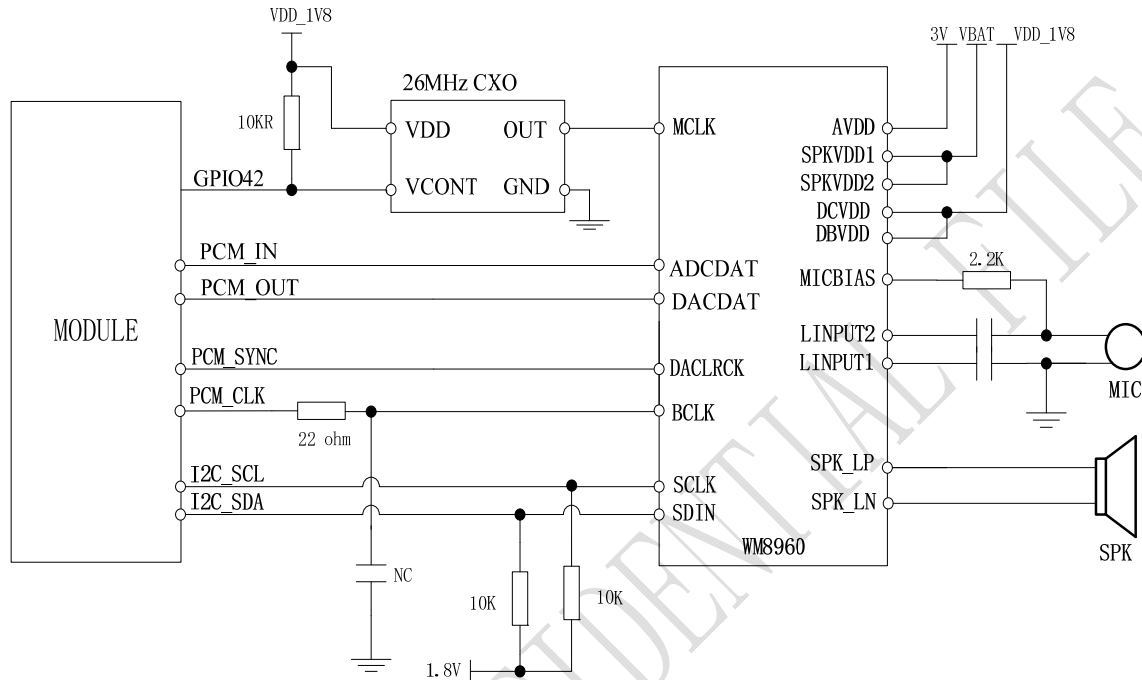 VDD_1V8
3V VBAT VDD_1V8
26MHz CXO
10KR
VDD OUT
VCONT GND
GPIO42
MODULE
PCM_IN
PCM_OUT
PCM_SYNC
PCM_CLK
22 ohm
I2C_SCL
I2C_SDA
NC
10K
10K
1.8V
MCLK
ADCDAT
DACDAT
DACLRCK
BCLK
SCLK
SDIN
WM8960
AVDD
SPKVDD1
SPKVDD2
DCVDD
DBVDD
MICBIAS
2.2K
LINPUT2
LINPUT1
MIC
SPK_LP
SPK_LN
SPK
IDENTIAL FILE